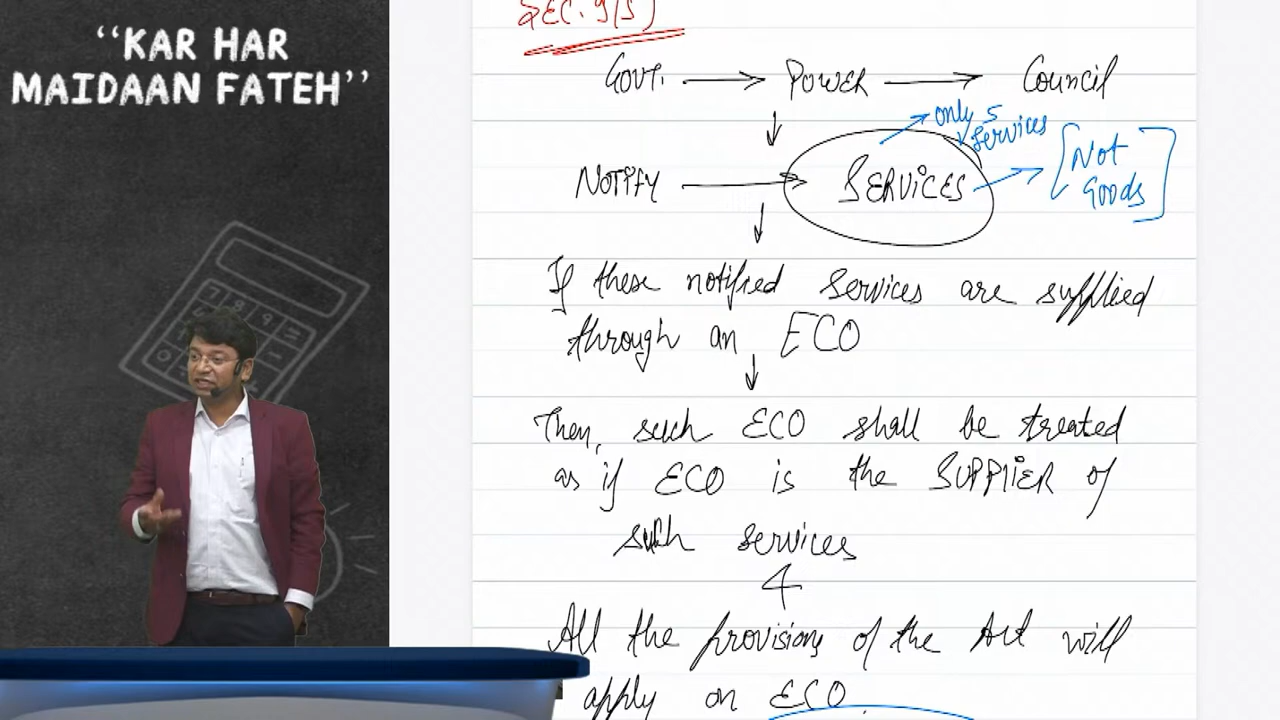 “KAR HAR
MAIDAAN FATEH”
SEC. 9(5)
GOVT. → POWER → Council
only 5
services
NOTIFY → SERVICES
[Not
Goods]
If these notified services are supplied
through an ECO
Then, such ECO shall be treated
as if ECO is the SUPPlIER of
such services
&
All the provisions of the Act will
apply on ECO.